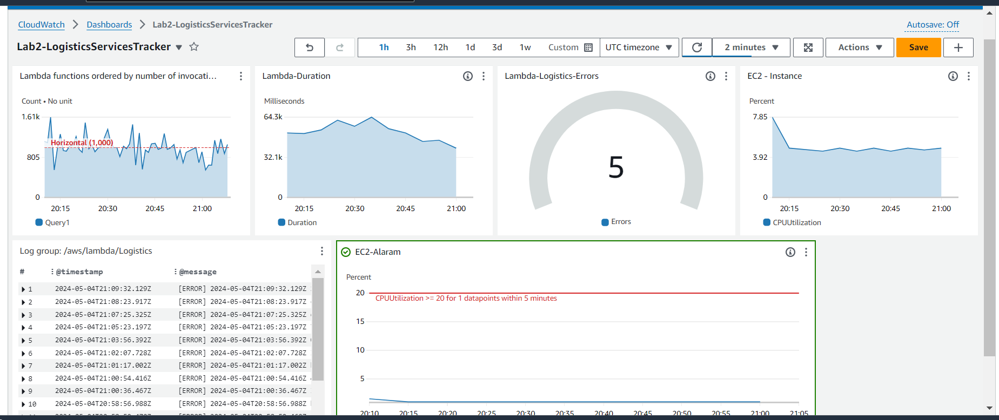 CloudWatch > Dashboards > Lab2-LogisticsServicesTracker
Autosave: Off
Lab2-LogisticsServicesTracker
1h 3h 12h 1d 3d 1w Custom UTC timezone 2 minutes Actions Save
Lambda functions ordered by number of invocati...
Count • No unit
1.61k
Horizontal (1,000)
805
0
20:15 20:30 20:45 21:00
Query1
Lambda-Duration
Milliseconds
64.3k
32.1k
0
20:15 20:30 20:45 21:00
Duration
Lambda-Logistics-Errors
5
Errors
EC2 - Instance
Percent
7.85
3.92
0
20:15 20:30 20:45 21:00
CPUUtilization
Log group: /aws/lambda/Logistics
# @timestamp @message
1 2024-05-04T21:09:32.129Z [ERROR] 2024-05-04T21:09:32.129Z
2 2024-05-04T21:08:23.917Z [ERROR] 2024-05-04T21:08:23.917Z
3 2024-05-04T21:07:25.325Z [ERROR] 2024-05-04T21:07:25.325Z
4 2024-05-04T21:05:23.197Z [ERROR] 2024-05-04T21:05:23.197Z
5 2024-05-04T21:03:56.392Z [ERROR] 2024-05-04T21:03:56.392Z
6 2024-05-04T21:02:07.728Z [ERROR] 2024-05-04T21:02:07.728Z
7 2024-05-04T21:01:17.002Z [ERROR] 2024-05-04T21:01:17.002Z
8 2024-05-04T21:00:54.416Z [ERROR] 2024-05-04T21:00:54.416Z
9 2024-05-04T21:00:36.467Z [ERROR] 2024-05-04T21:00:36.467Z
10 2024-05-04T20:58:56.988Z [ERROR] 2024-05-04T20:58:56.988Z
EC2-Alaram
Percent
20
CPUUtilization >= 20 for 1 datapoints within 5 minutes
15
10
5
20:10 20:15 20:20 20:25 20:30 20:35 20:40 20:45 20:50 20:55 21:00 21:05